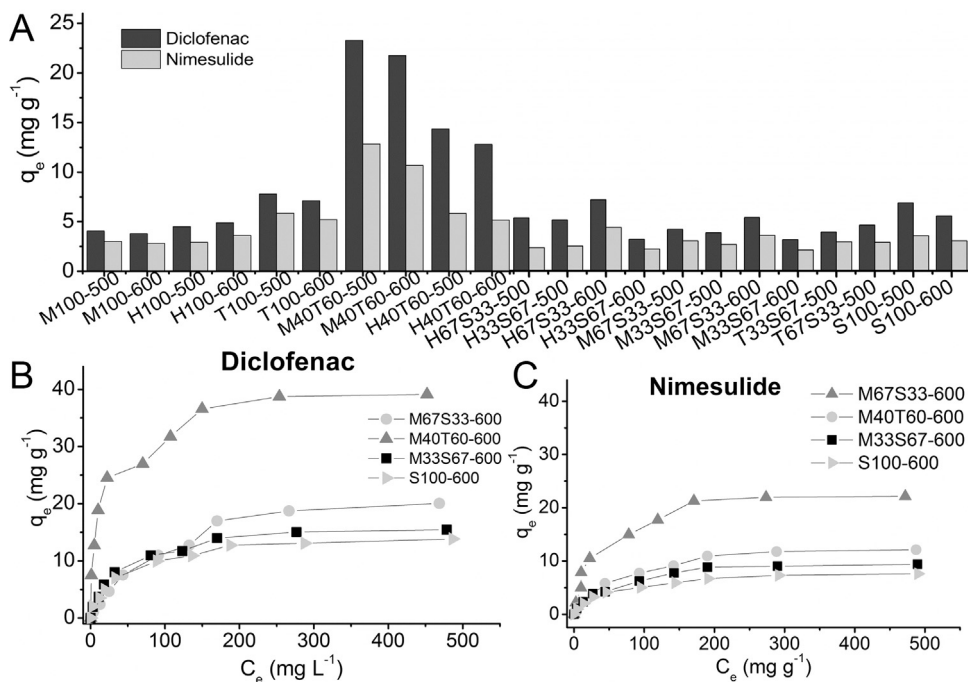 A
q_e (mg g^-1)
25
20
15
10
5
0
Diclofenac
Nimesulide
M100-500
M100-600
H100-500
H100-600
T100-500
T100-600
M40T60-500
M40T60-600
H40T60-500
H40T60-600
H67S33-500
H33S67-500
H67S33-600
H33S67-600
M67S33-500
M33S67-500
M67S33-600
M33S67-600
T33S67-500
T67S33-500
S100-500
S100-600
B
Diclofenac
q_e (mg g^-1)
40
30
20
10
0
M67S33-600
M40T60-600
M33S67-600
S100-600
0 100 200 300 400 500
C_e (mg L^-1)
C
Nimesulide
q_e (mg g^-1)
40
30
20
10
0
M67S33-600
M40T60-600
M33S67-600
S100-600
0 100 200 300 400 500
C_e (mg g^-1)